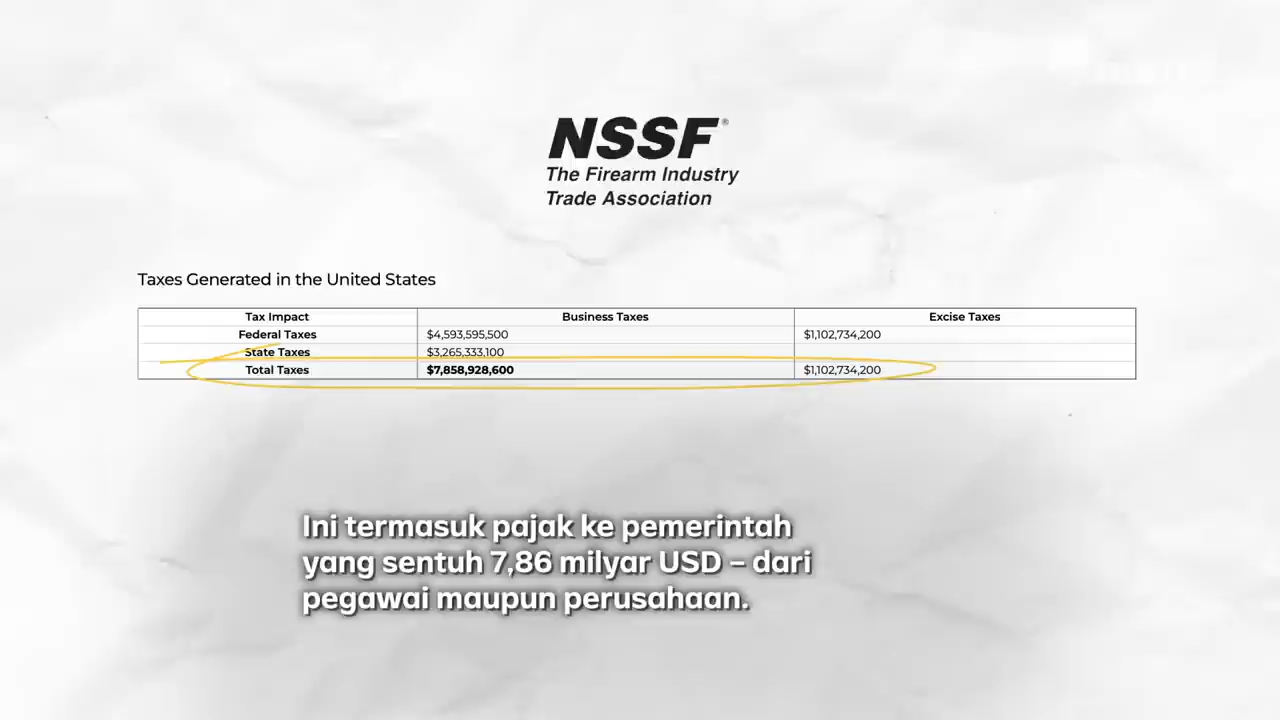 NSSF®
The Firearm Industry
Trade Association
Taxes Generated in the United States
Tax Impact Business Taxes Excise Taxes
Federal Taxes $4,593,595,500 $1,102,734,200
State Taxes $3,265,333,100
Total Taxes $7,858,928,600 $1,102,734,200
Ini termasuk pajak ke pemerintah
yang sentuh 7,86 milyar USD – dari
pegawai maupun perusahaan.